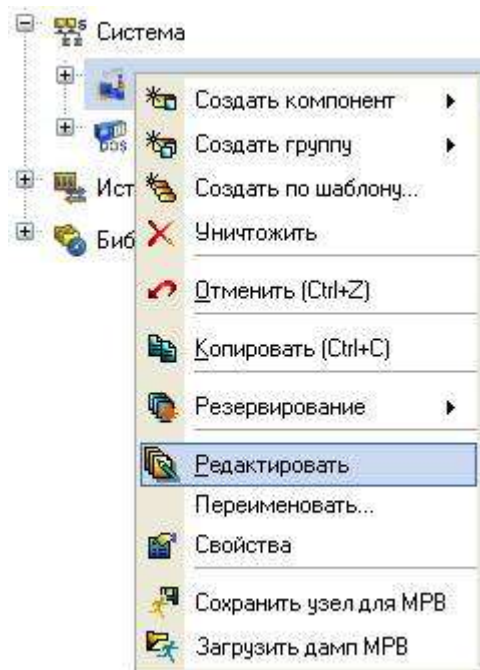 Система
Создать компонент
DOS
Создать группу
Ист
Создать по шаблону...
Биб
Уничтожить
Отменить (Ctrl+Z)
Копировать (Ctrl+C)
Резервирование
Редактировать
Переименовать...
Свойства
Сохранить узел для МРВ
Загрузить дамп МРВ